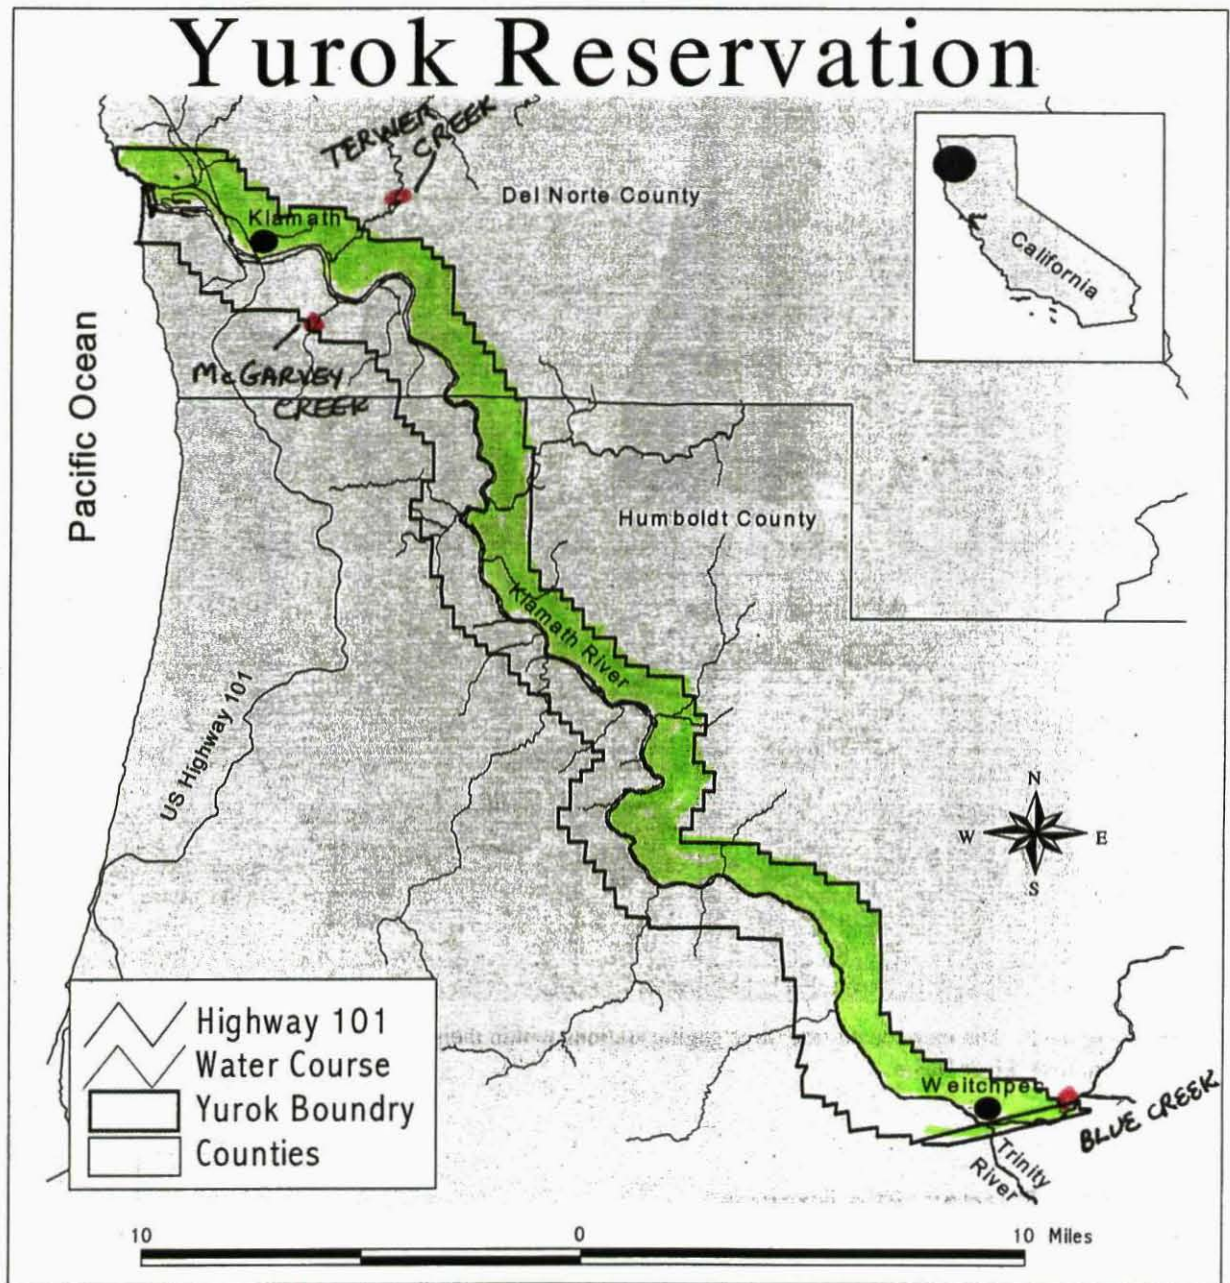 Yurok Reservation
TERWER
CREEK
Del Norte County
Klamath
California
Pacific Ocean
McGARVEY
CREEK
Humboldt County
Klamath River
US Highway 101
N
W E
S
Highway 101
Water Course
Yurok Boundry
Counties
Weitchpec
BLUE CREEK
Trinity
River
10 0 10 Miles